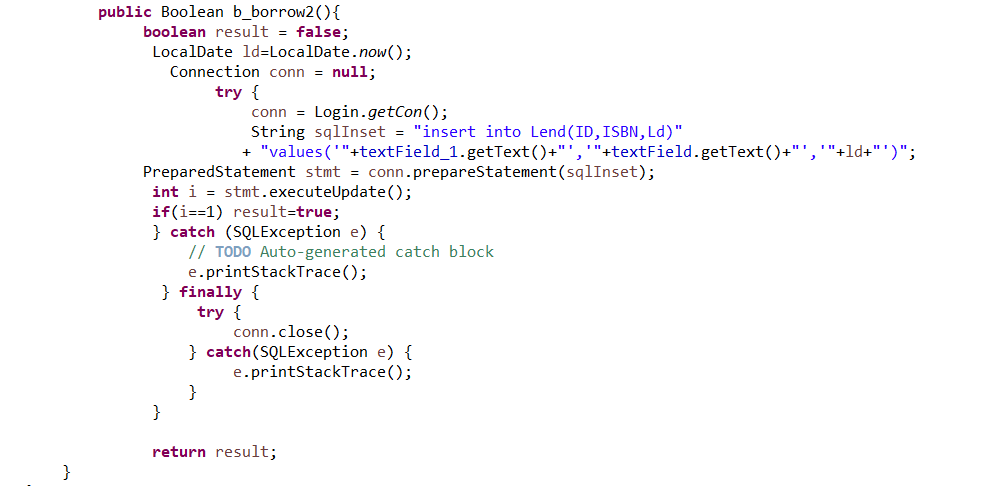 public Boolean b_borrow2(){
boolean result = false;
LocalDate ld=LocalDate.now();
Connection conn = null;
try {
conn = Login.getCon();
String sqlInset = "insert into Lend(ID,ISBN,Ld)"
+ "values('"+textField_1.getText()+"','"+textField.getText()+"','"+ld+"')";
PreparedStatement stmt = conn.prepareStatement(sqlInset);
int i = stmt.executeUpdate();
if(i==1) result=true;
} catch (SQLException e) {
// TODO Auto-generated catch block
e.printStackTrace();
} finally {
try {
conn.close();
} catch(SQLException e) {
e.printStackTrace();
}
}
return result;
}